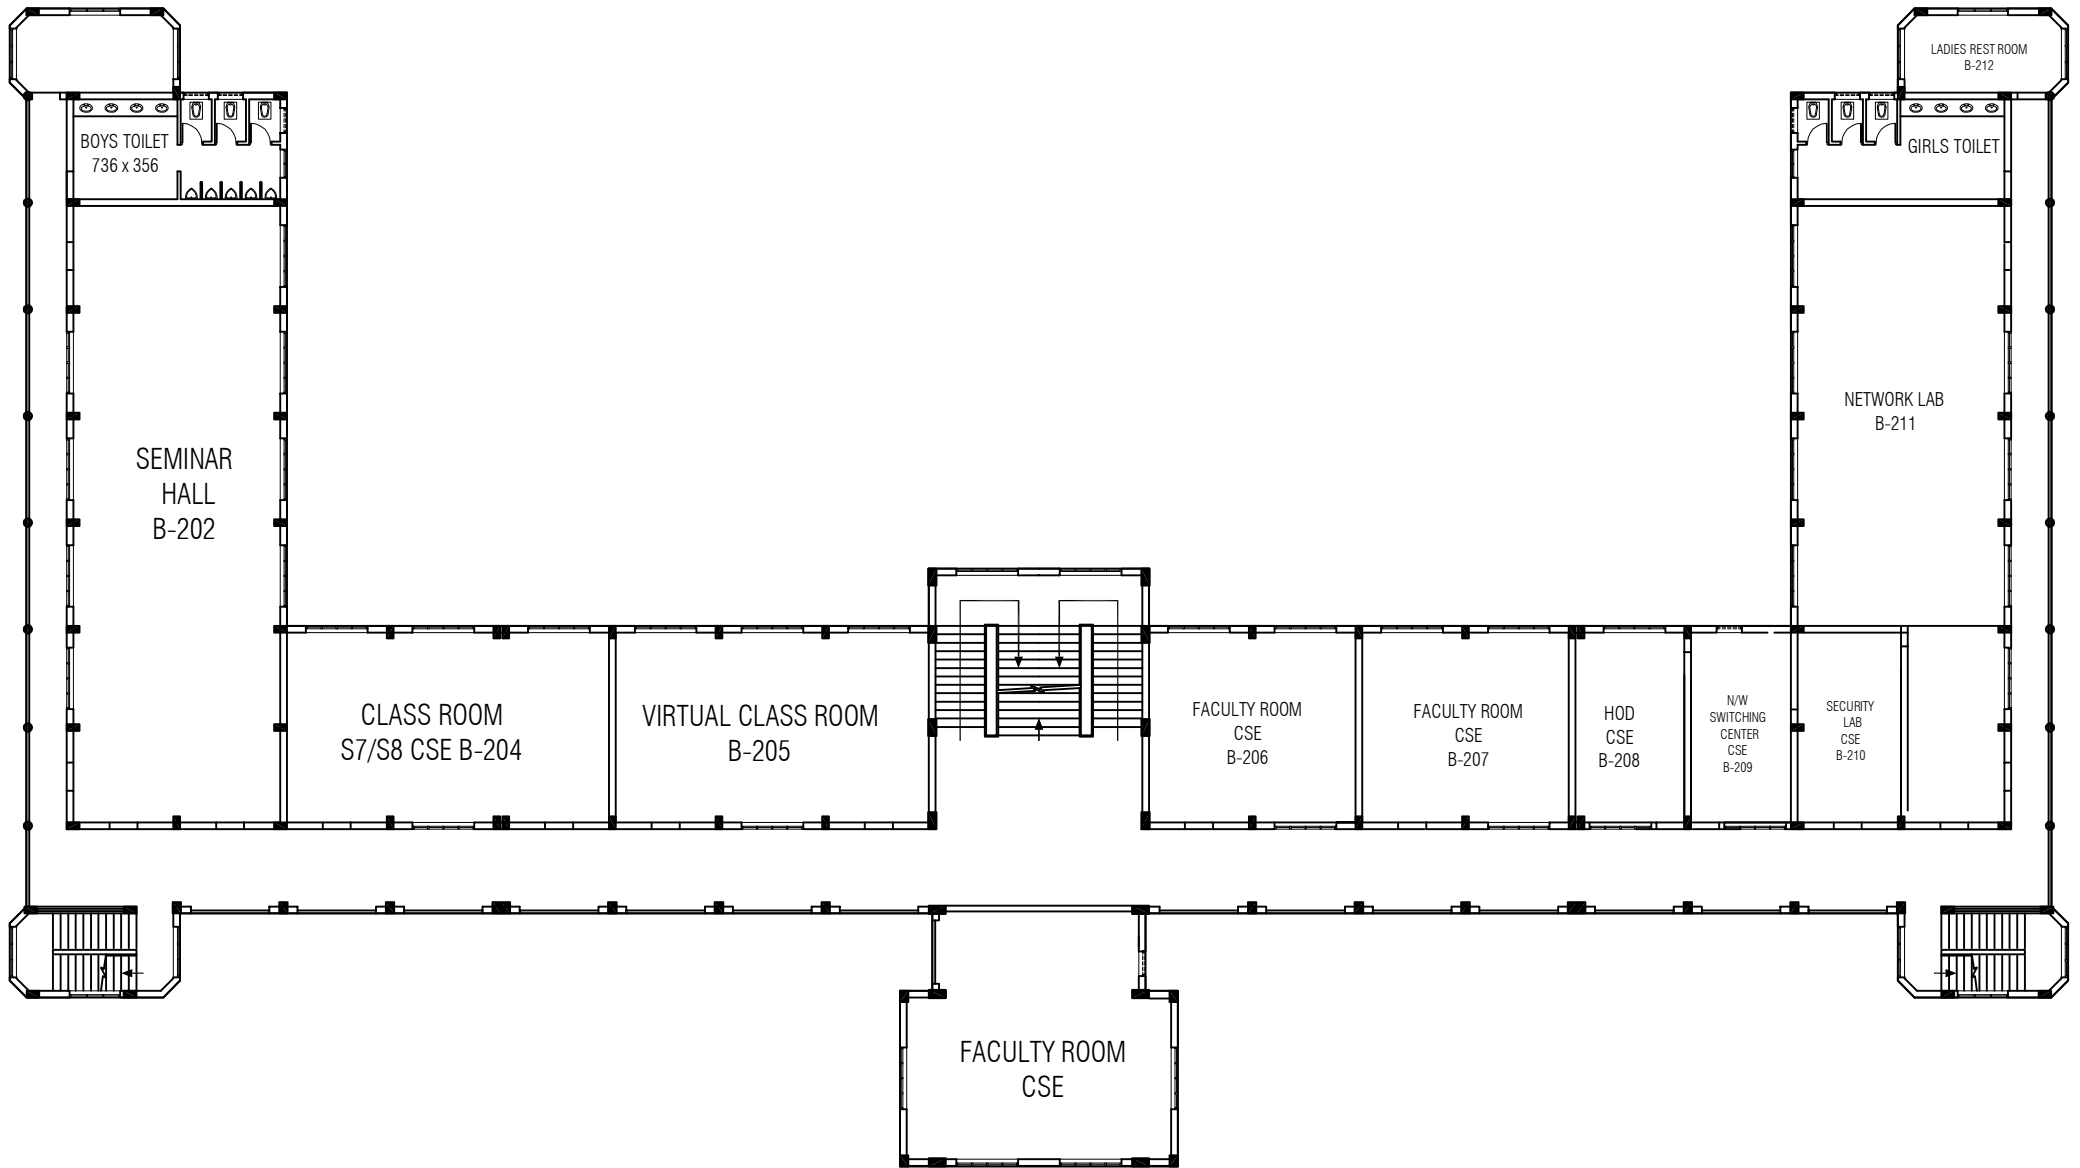 LADIES REST ROOM
B-212
BOYS TOILET
736 x 356
GIRLS TOILET
SEMINAR
HALL
B-202
NETWORK LAB
B-211
CLASS ROOM
S7/S8 CSE B-204
VIRTUAL CLASS ROOM
B-205
FACULTY ROOM
CSE
B-206
FACULTY ROOM
CSE
B-207
HOD
CSE
B-208
N/W
SWITCHING
CENTER
CSE
B-209
SECURITY
LAB
CSE
B-210
FACULTY ROOM
CSE